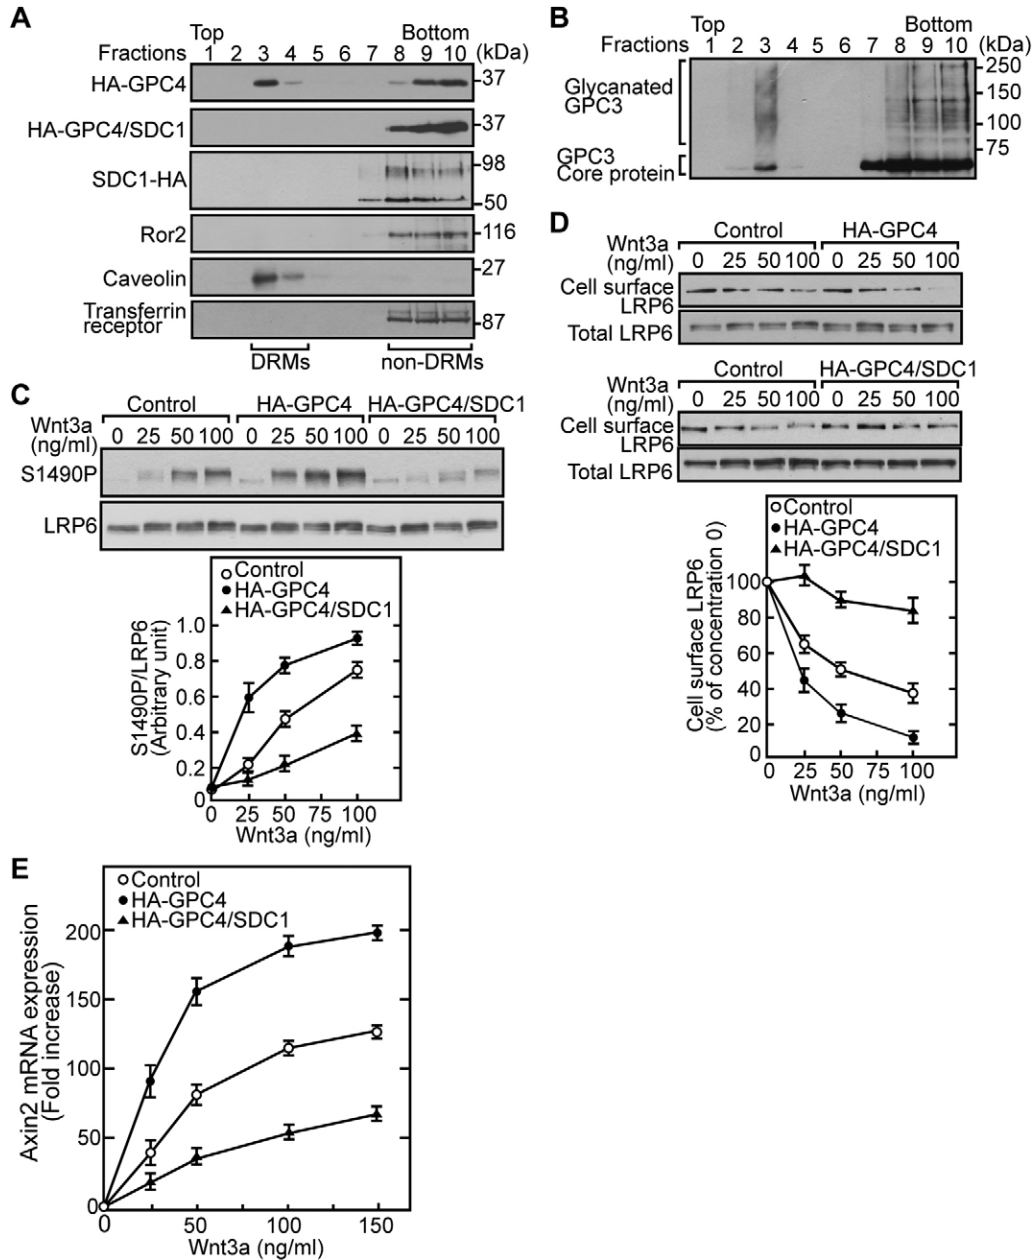 A
Top Bottom
Fractions 1 2 3 4 5 6 7 8 9 10 (kDa)
HA-GPC4 37
HA-GPC4/SDC1 37
SDC1-HA 98
50
Ror2 116
Caveolin 27
Transferrin
receptor 87
DRMs non-DRMs
B
Top Bottom
Fractions 1 2 3 4 5 6 7 8 9 10 (kDa)
Glycanated
GPC3
250
150
100
75
GPC3
Core protein
C
Control HA-GPC4 HA-GPC4/SDC1
Wnt3a
(ng/ml) 0 25 50 100 0 25 50 100 0 25 50 100
S1490P
LRP6
Control
HA-GPC4
HA-GPC4/SDC1
S1490P/LRP6
(Arbitrary unit)
1.0
0.8
0.6
0.4
0.2
0
0 25 50 75 100
Wnt3a (ng/ml)
D
Control HA-GPC4
Wnt3a
(ng/ml) 0 25 50 100 0 25 50 100
Cell surface
LRP6
Total LRP6
Control HA-GPC4/SDC1
Wnt3a
(ng/ml) 0 25 50 100 0 25 50 100
Cell surface
LRP6
Total LRP6
Control
HA-GPC4
HA-GPC4/SDC1
Cell surface LRP6
(% of concentration 0)
100
80
60
40
20
0
0 25 50 75 100
Wnt3a (ng/ml)
E
Control
HA-GPC4
HA-GPC4/SDC1
Axin2 mRNA expression
(Fold increase)
200
150
100
50
0
0 50 100 150
Wnt3a (ng/ml)